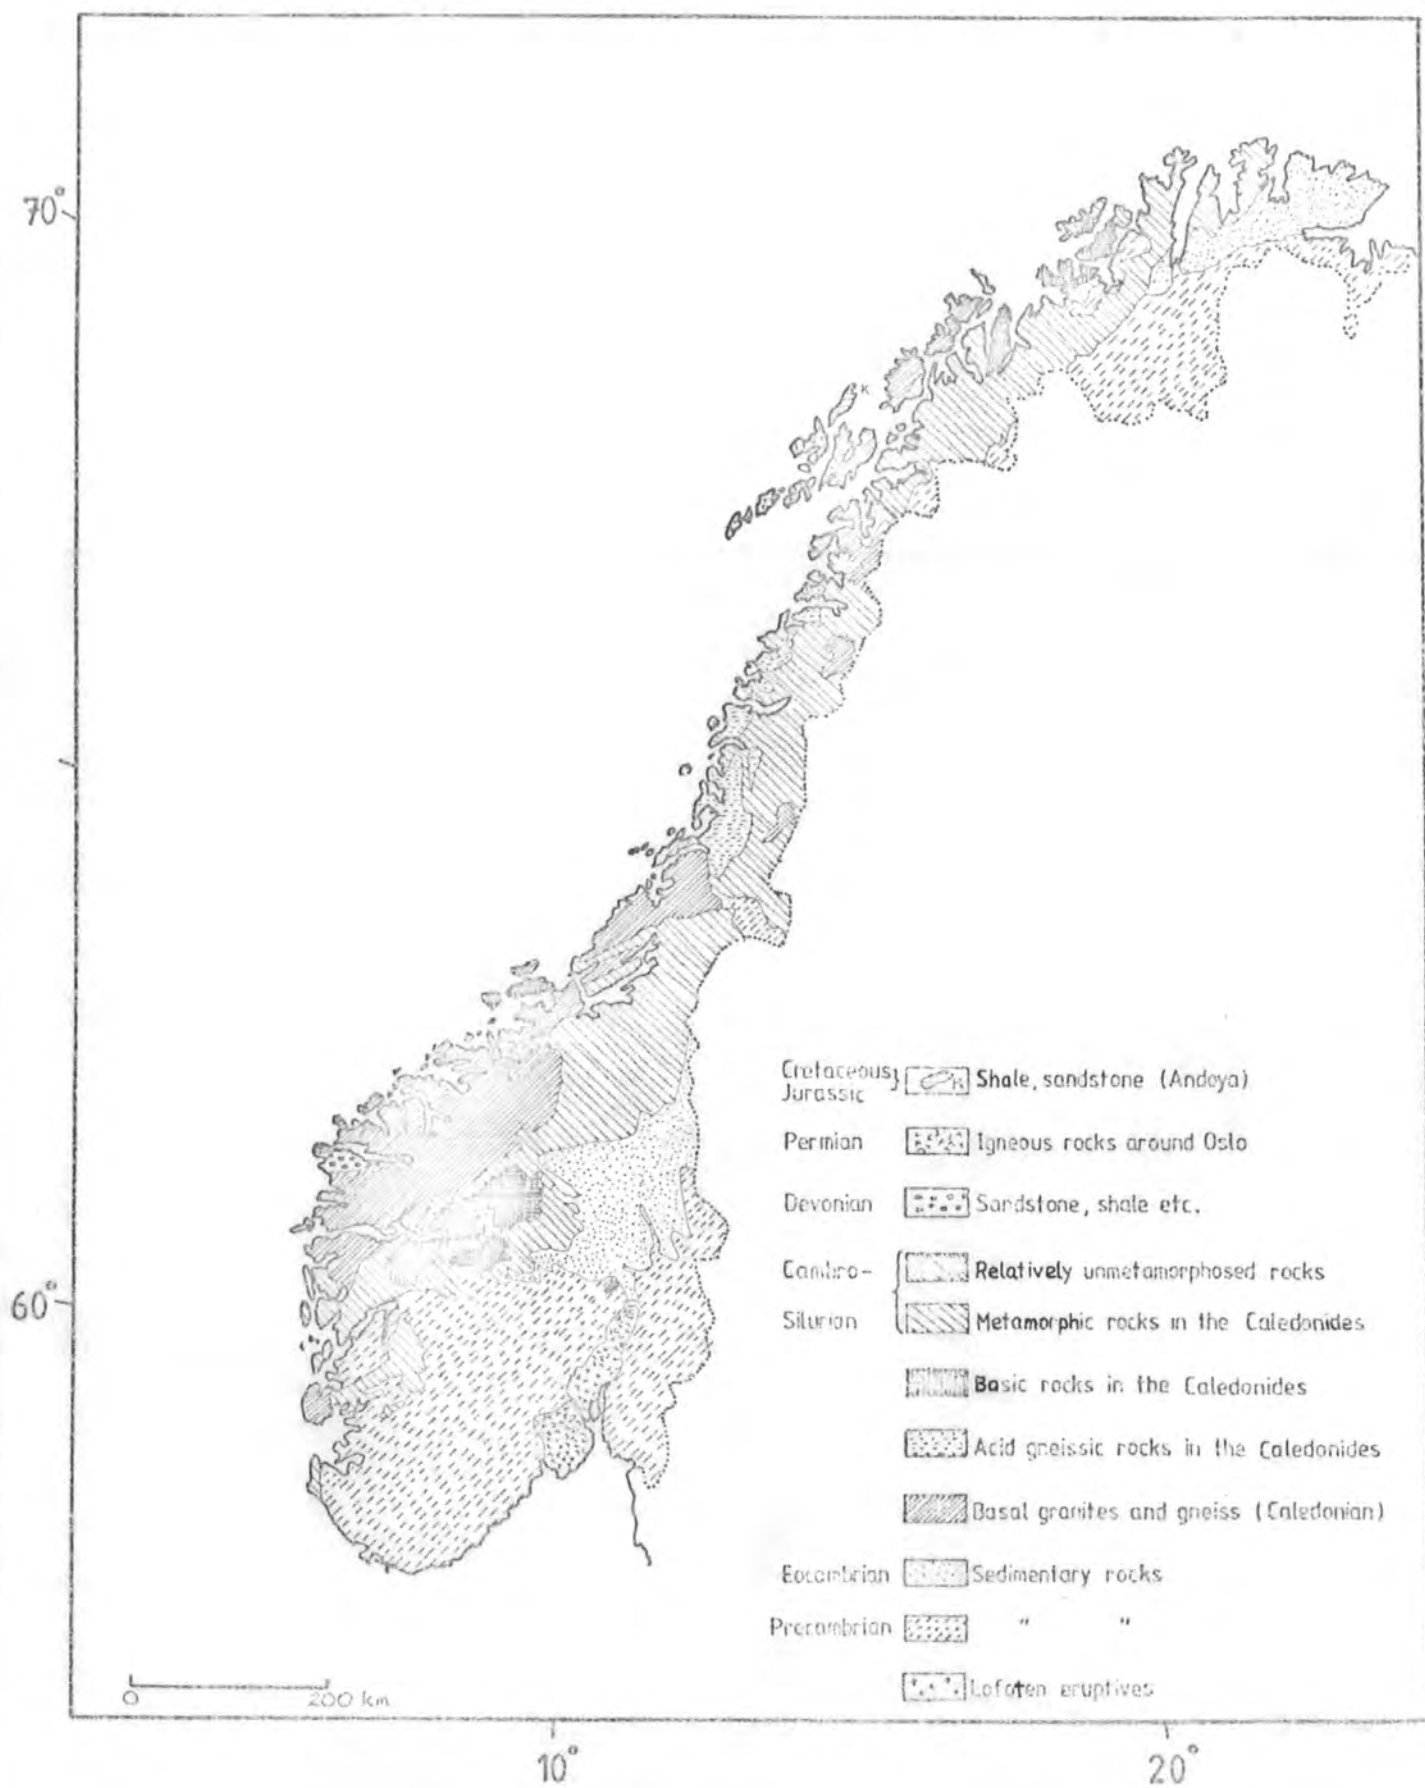 70°
K
Cretaceous } K Shale, sandstone (Andøya)
Jurassic
Permian Igneous rocks around Oslo
Devonian Sandstone, shale etc.
Cambro- Relatively unmetamorphosed rocks
Silurian Metamorphic rocks in the Caledonides
Basic rocks in the Caledonides
Acid gneissic rocks in the Caledonides
Basal granites and gneiss (Caledonian)
60°
Eocambrian Sedimentary rocks
Precambrian " "
Lofoten eruptives
0 200 km
10° 20°